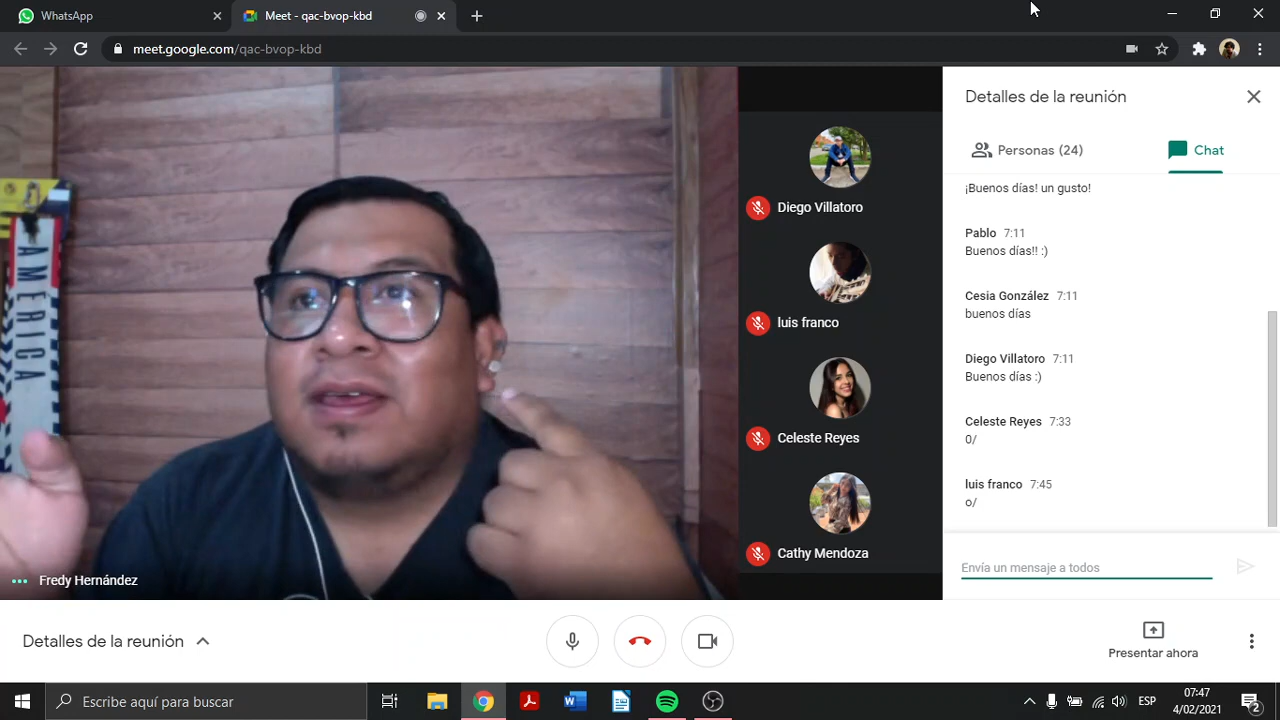 WhatsApp
Meet - qac-bvop-kbd
meet.google.com/qac-bvop-kbd
AMERICA
Fredy Hernández
Diego Villatoro
luis franco
Celeste Reyes
Cathy Mendoza
Detalles de la reunión
Personas (24)
Chat
¡Buenos días! un gusto!
Pablo 7:11
Buenos días!! :)
Cesia González 7:11
buenos días
Diego Villatoro 7:11
Buenos días :)
Celeste Reyes 7:33
0/
luis franco 7:45
o/
Envía un mensaje a todos
Detalles de la reunión
Presentar ahora
Escribe aquí para buscar
ESP
07:47
4/02/2021
2